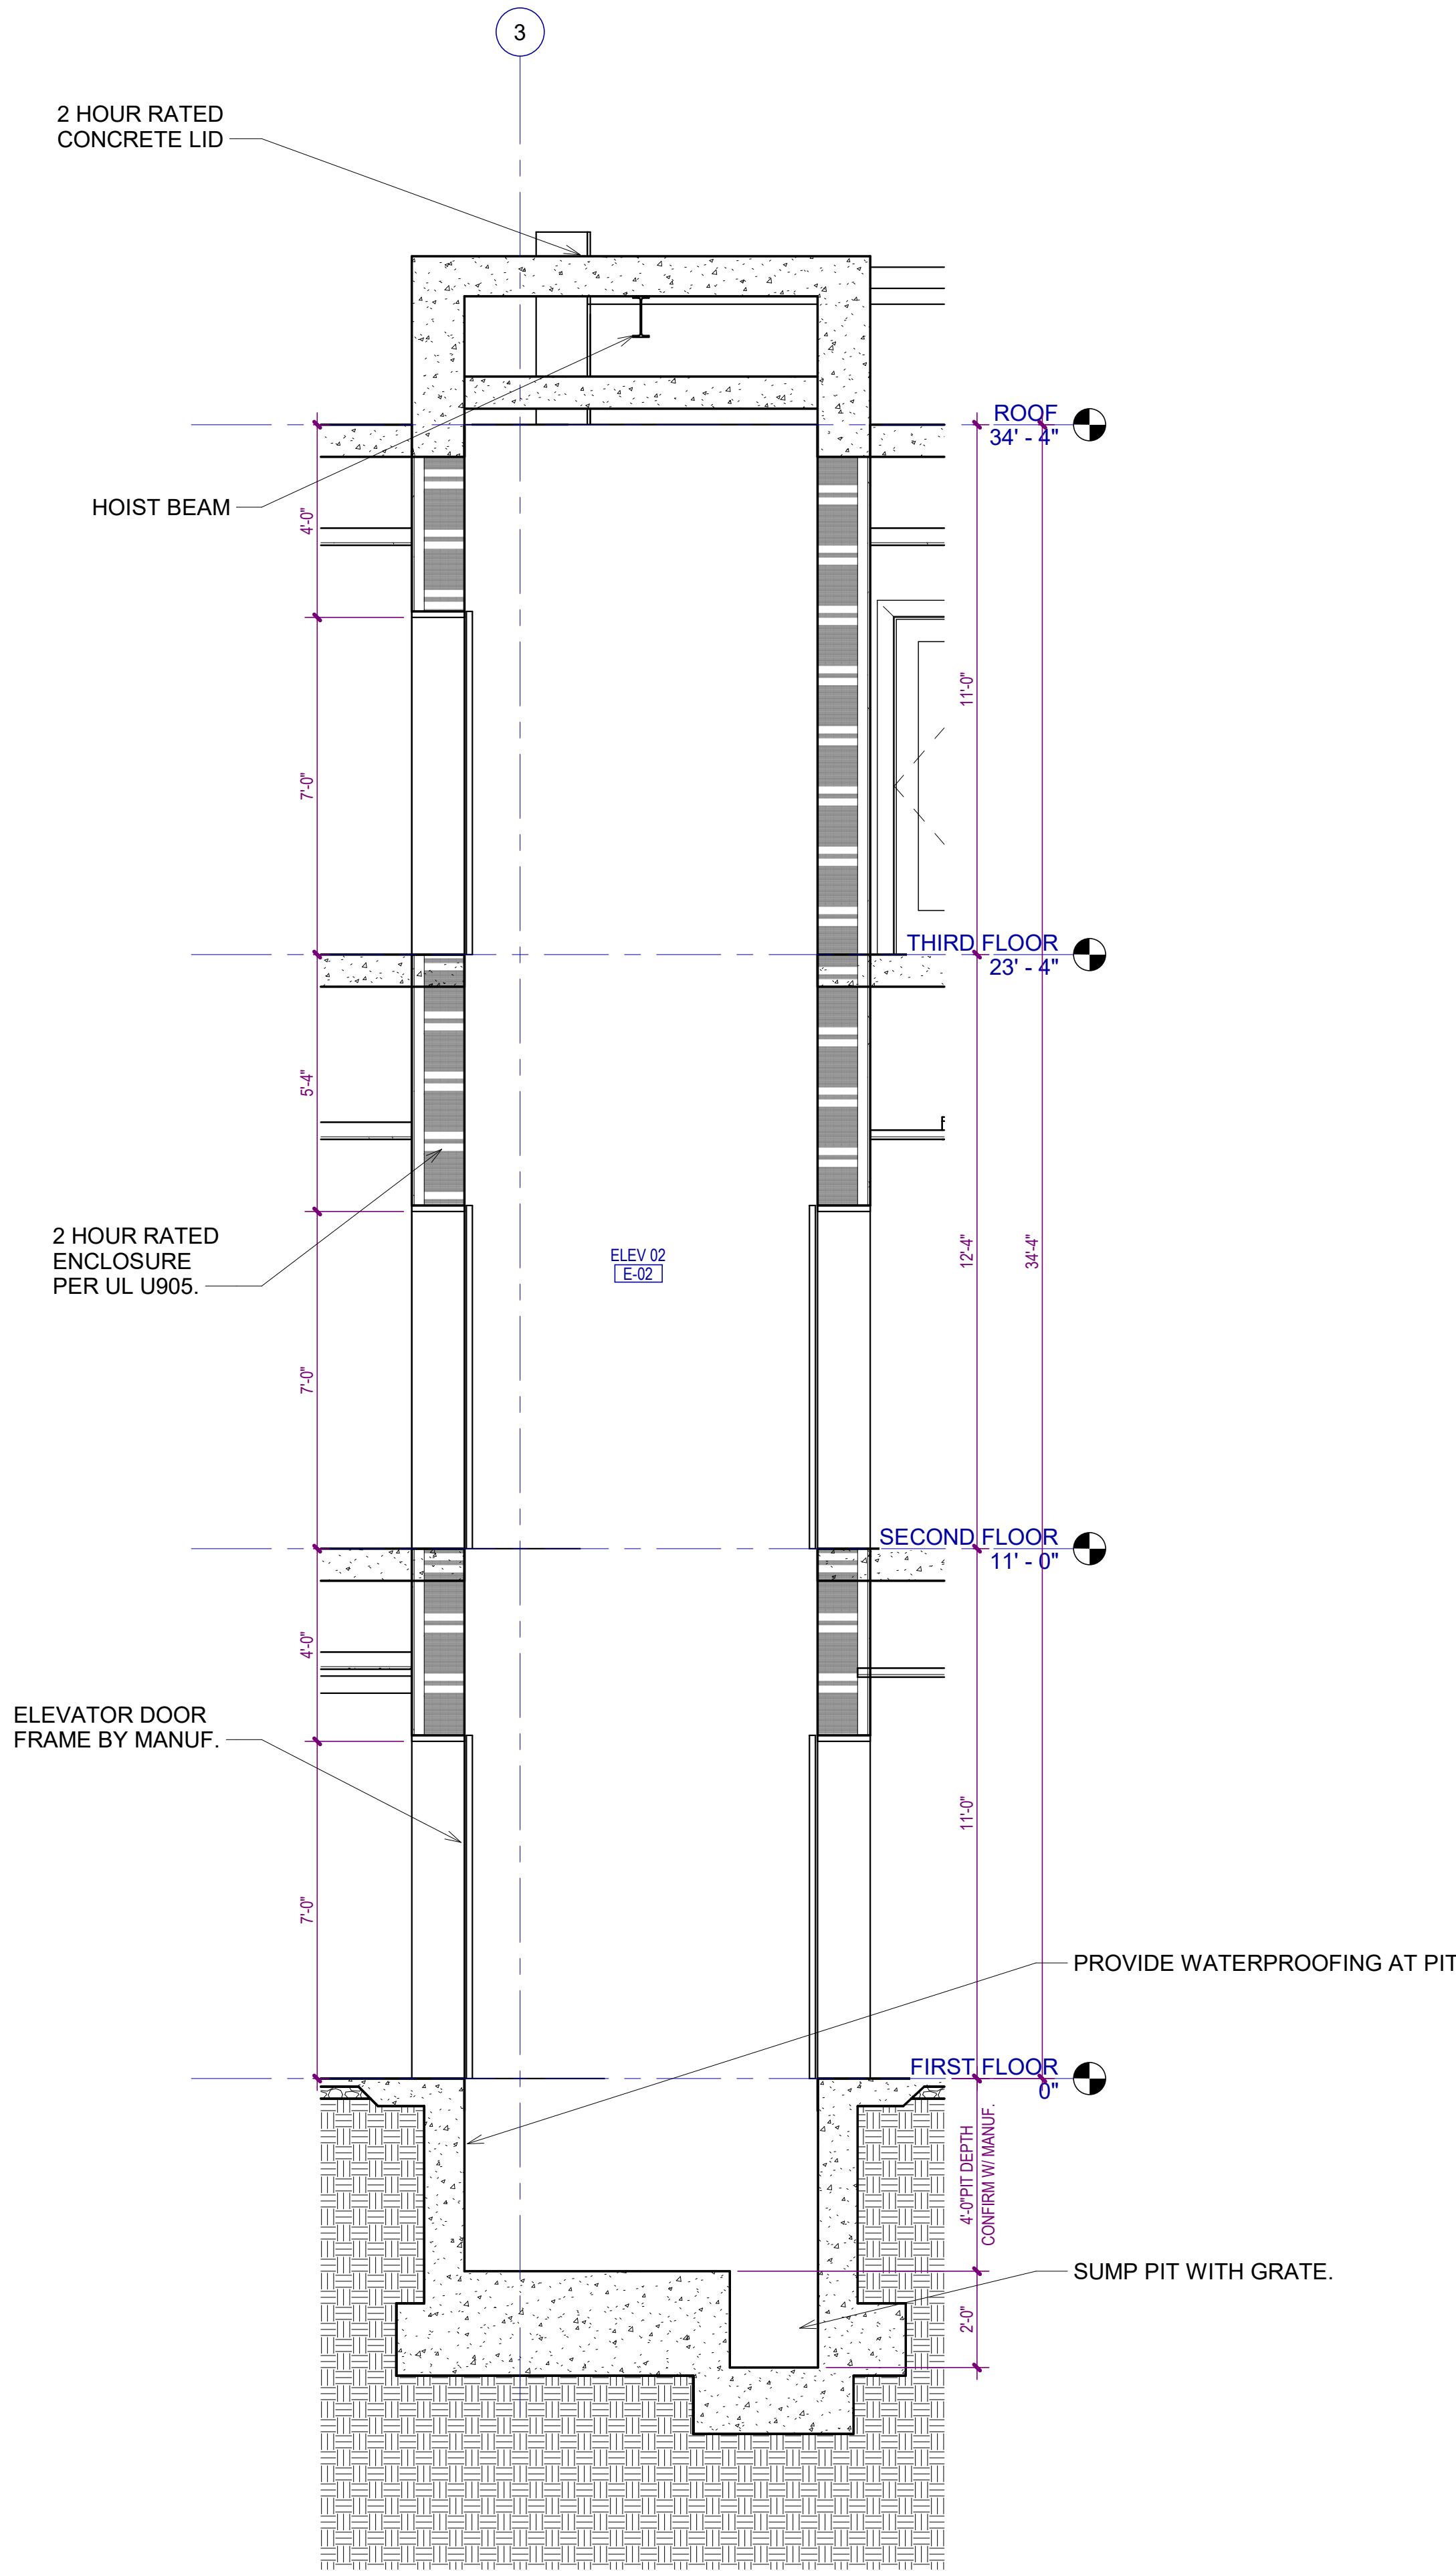 3
2 HOUR RATED
CONCRETE LID
ROOF
34' - 4"
HOIST BEAM
4'-0"
11'-0"
7'-0"
THIRD FLOOR
23' - 4"
5'-4"
2 HOUR RATED
ENCLOSURE
PER UL U905.
ELEV 02
E-02
12'-4"
34'-4"
7'-0"
SECOND FLOOR
11' - 0"
4'-0"
ELEVATOR DOOR
FRAME BY MANUF.
11'-0"
7'-0"
PROVIDE WATERPROOFING AT PIT
FIRST FLOOR
0"
4'-0"PIT DEPTH
CONFIRM W/ MANUF.
SUMP PIT WITH GRATE.
2'-0"